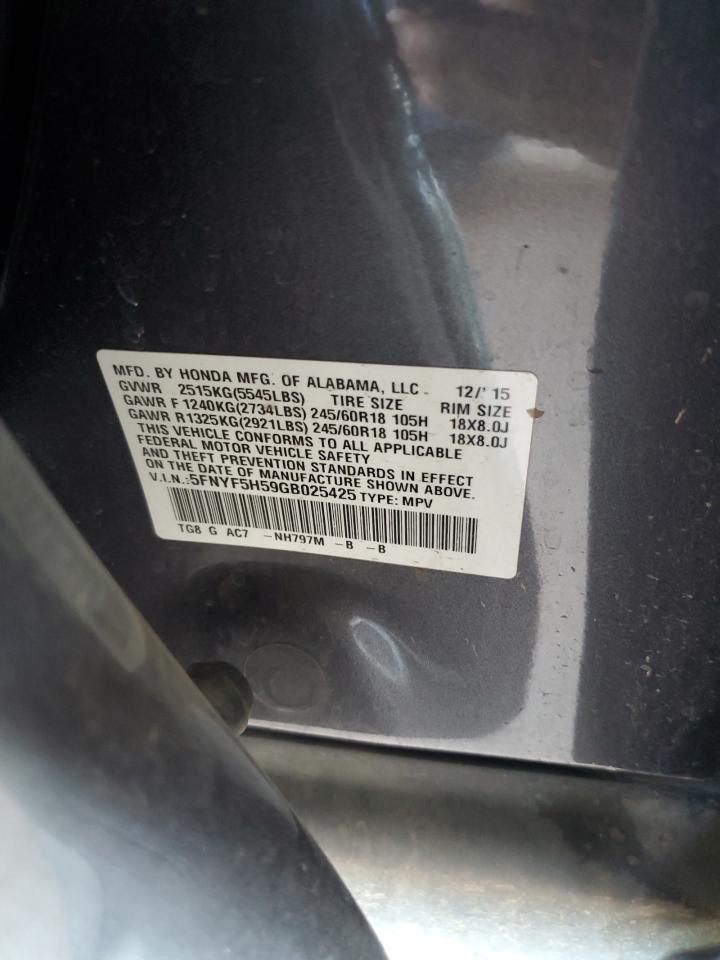 MFD. BY HONDA MFG. OF ALABAMA, LLC. 12/'15
GVWR 2515KG(5545LBS) TIRE SIZE RIM SIZE
GAWR F 1240KG(2734LBS) 245/60R18 105H 18X8.0J
GAWR R1325KG(2921LBS) 245/60R18 105H 18X8.0J
THIS VEHICLE CONFORMS TO ALL APPLICABLE
FEDERAL MOTOR VEHICLE SAFETY
AND THEFT PREVENTION STANDARDS IN EFFECT
ON THE DATE OF MANUFACTURE SHOWN ABOVE.
V.I.N.:5FNYF5H59GB025425 TYPE: MPV
TG8 G AC7 -NH797M -B -B